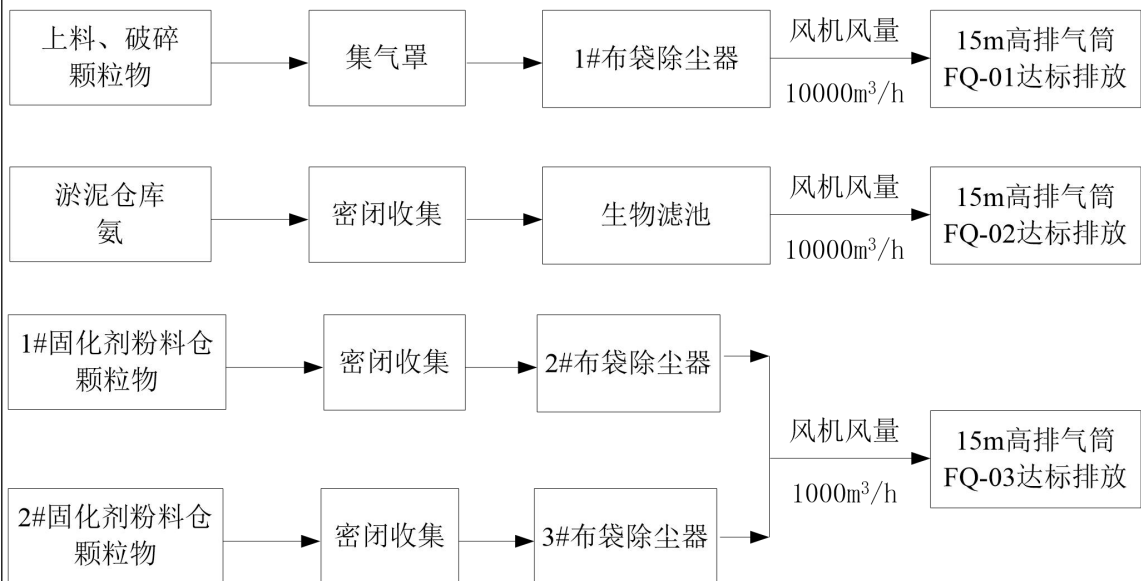 上料、破碎
颗粒物
集气罩
1#布袋除尘器
风机风量
10000m³/h
15m高排气筒
FQ-01达标排放
淤泥仓库
氨
密闭收集
生物滤池
风机风量
10000m³/h
15m高排气筒
FQ-02达标排放
1#固化剂粉料仓
颗粒物
密闭收集
2#布袋除尘器
风机风量
1000m³/h
15m高排气筒
FQ-03达标排放
2#固化剂粉料仓
颗粒物
密闭收集
3#布袋除尘器